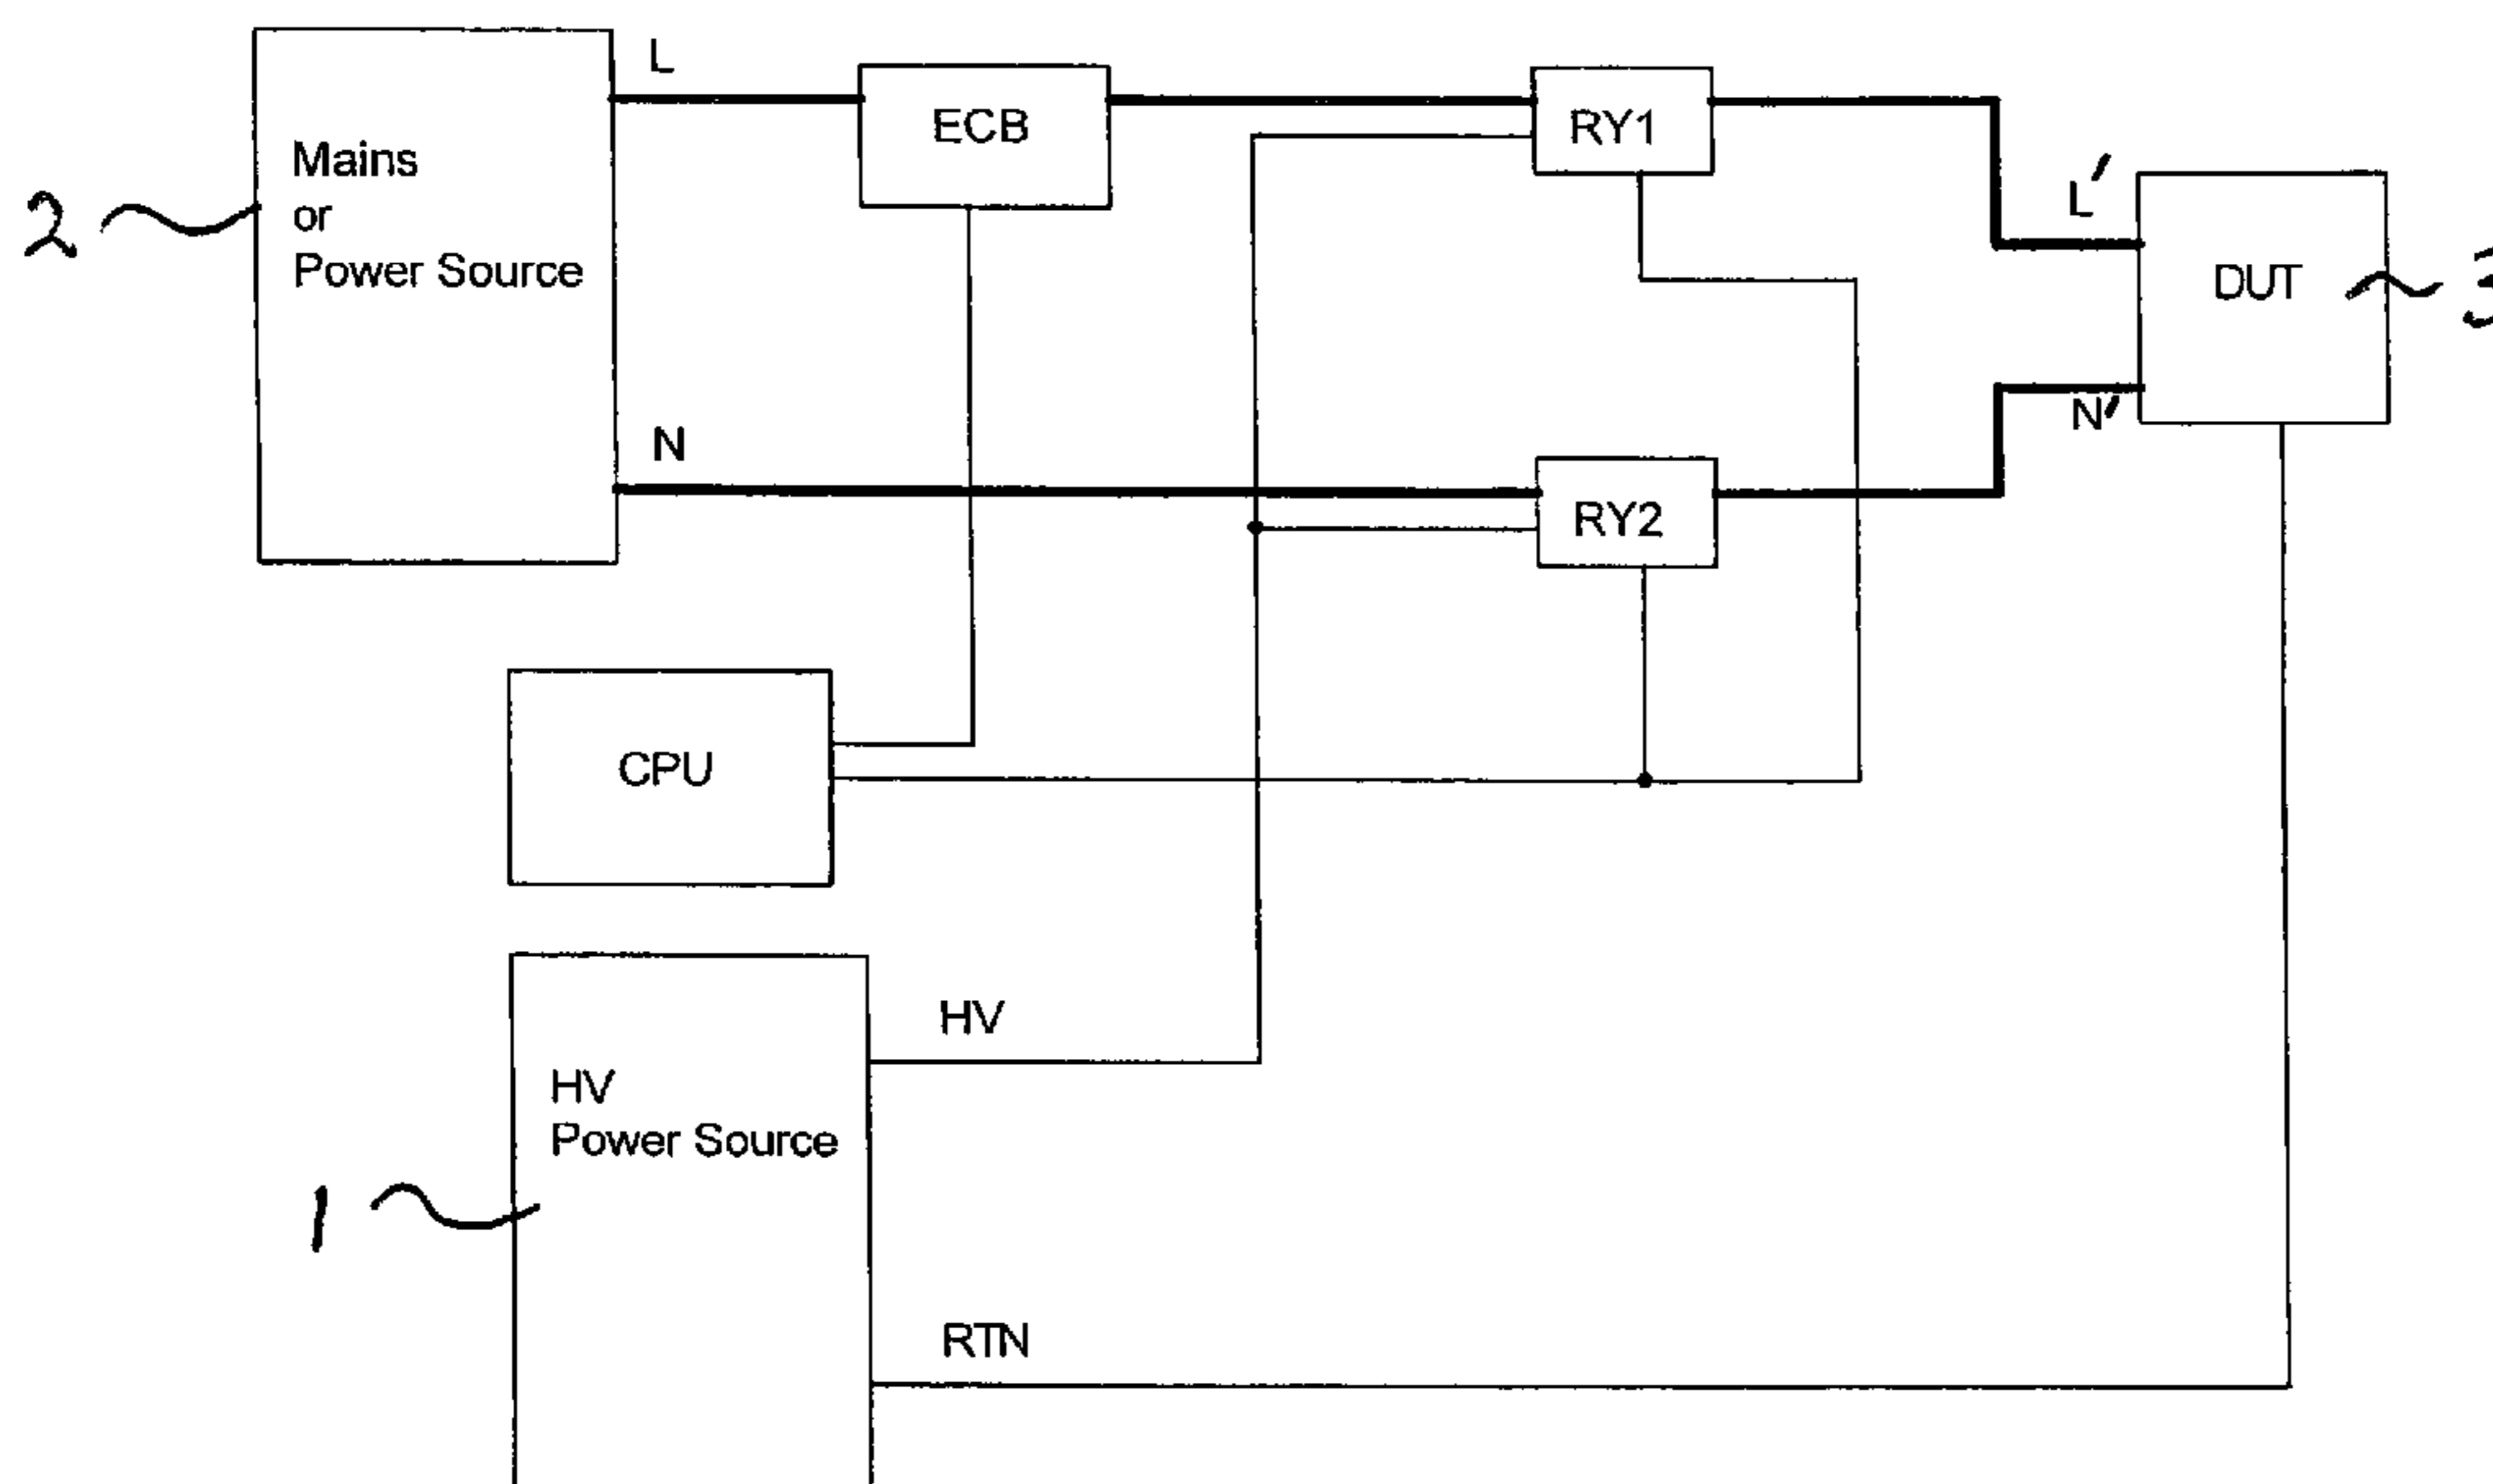 L
ECB
RY1
Mains
or
Power Source
2
L′
DUT
3
N
N′
RY2
CPU
HV
HV
Power Source
1
RTN